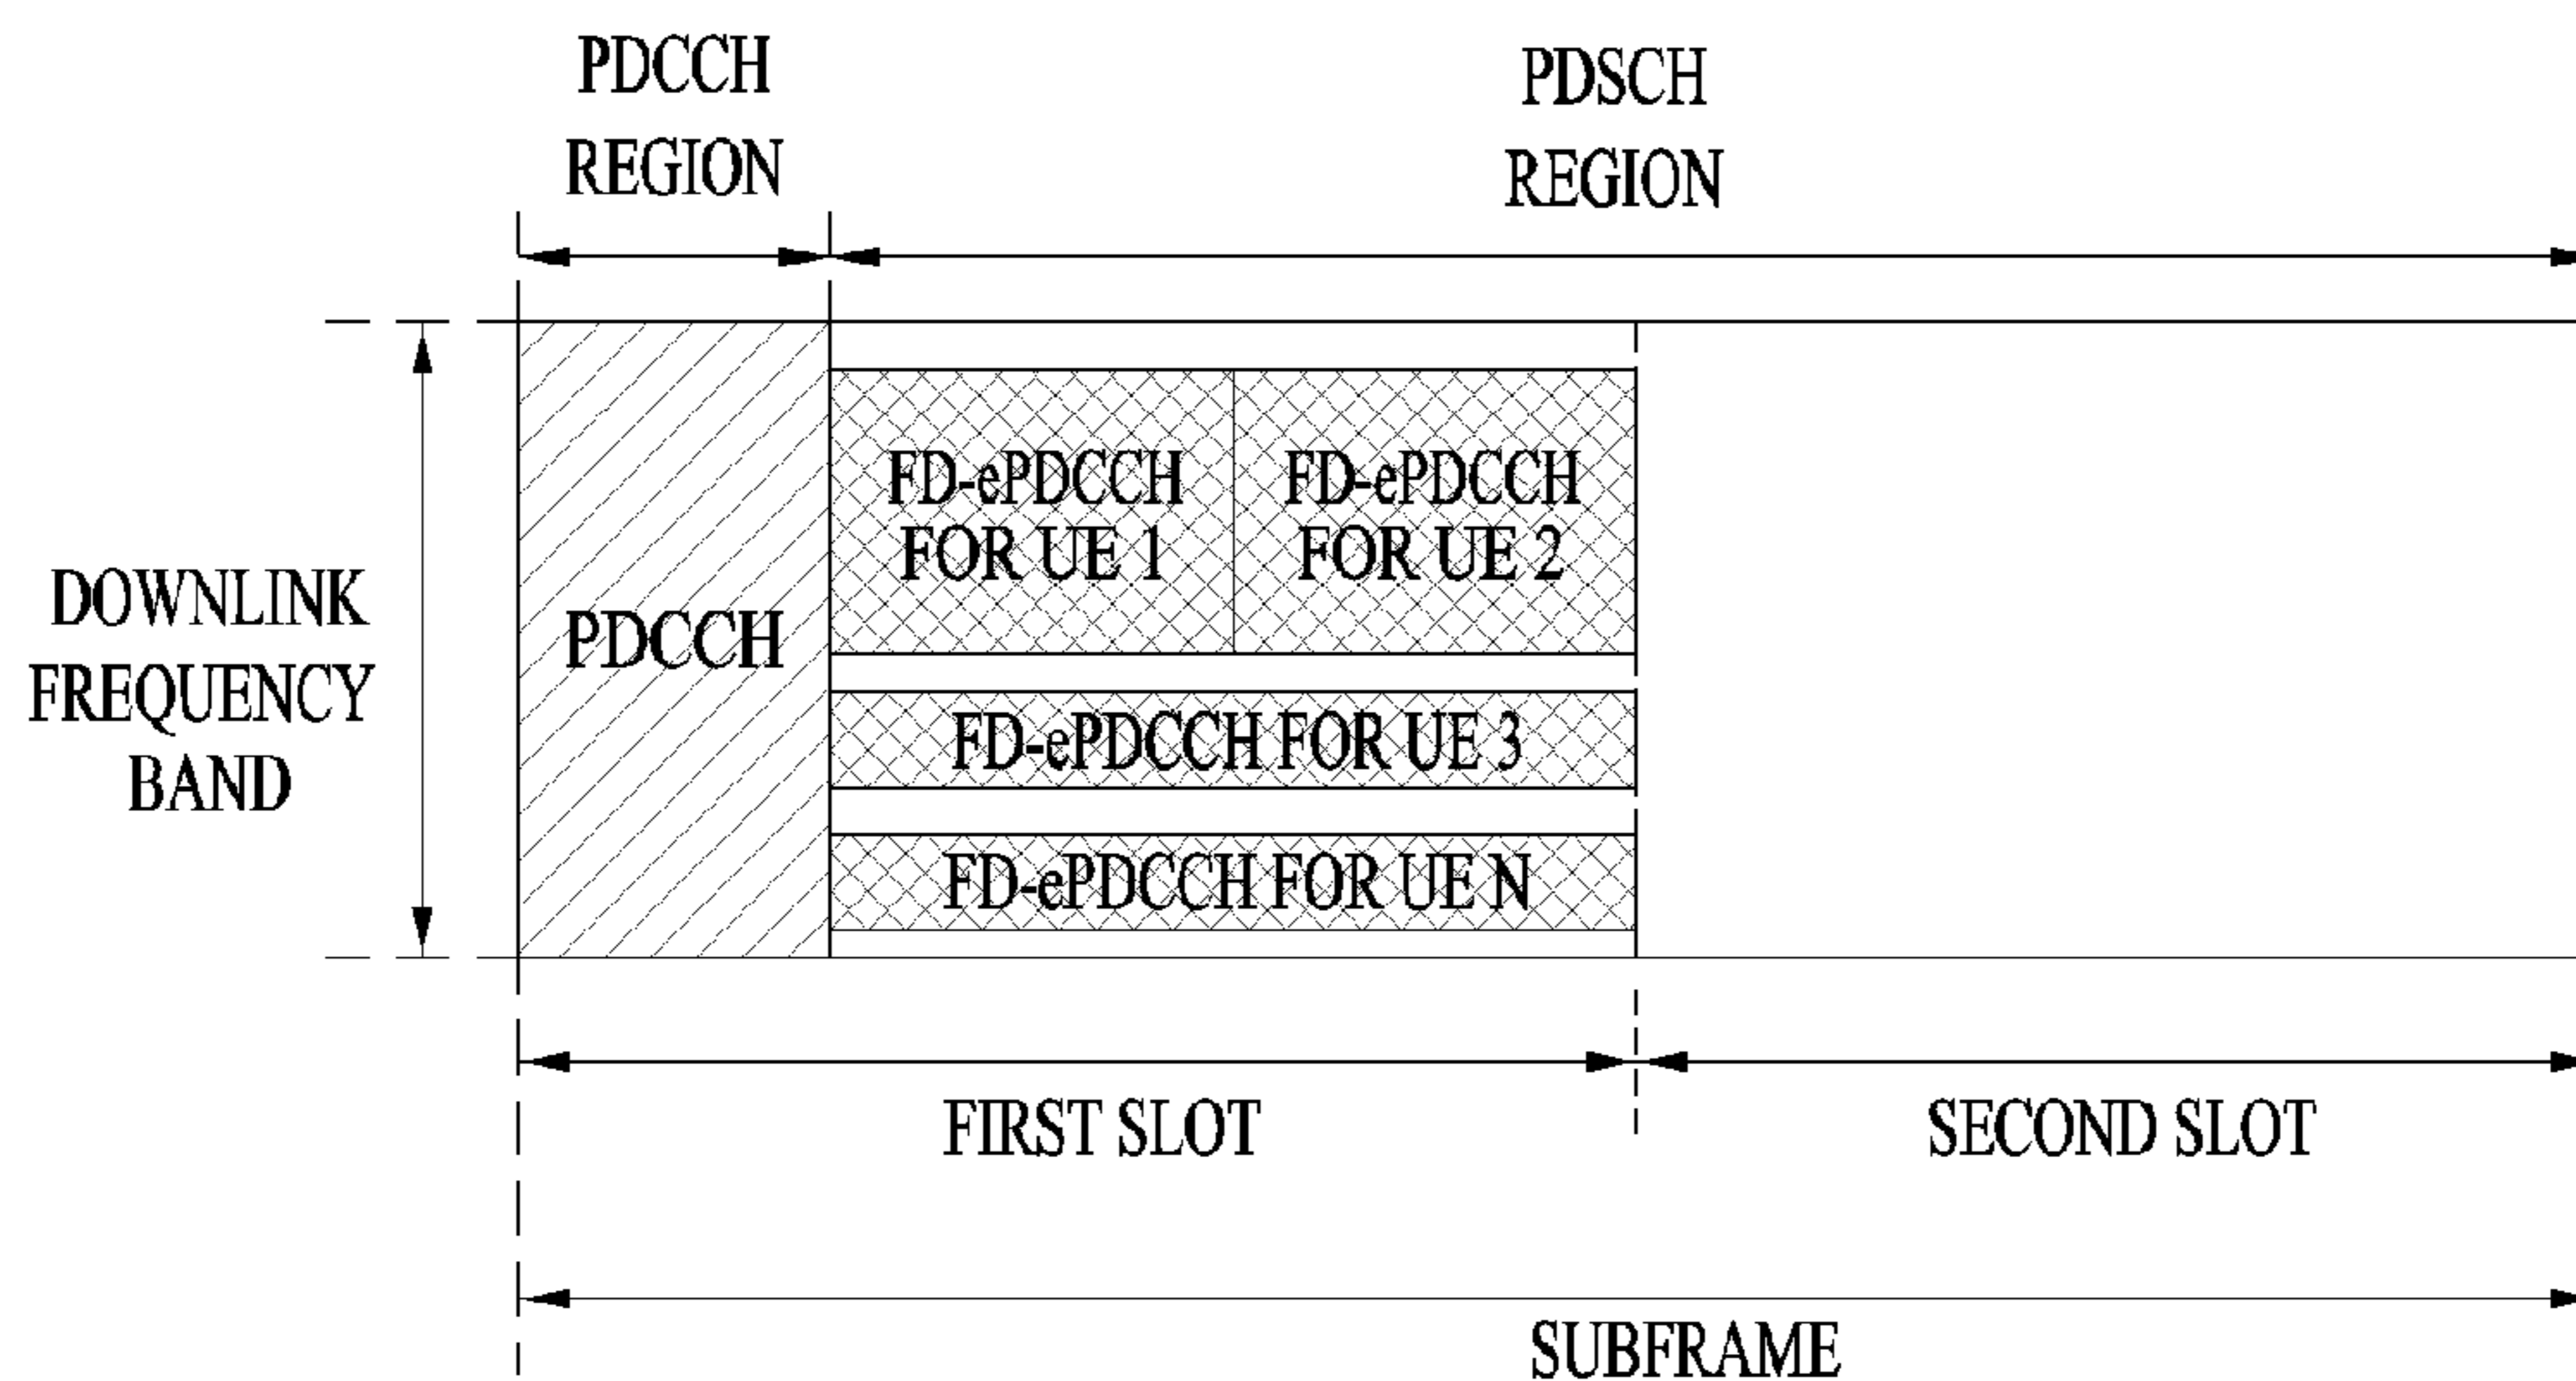 PDCCH
REGION
PDSCH
REGION
DOWNLINK
FREQUENCY
BAND
PDCCH
FD-ePDCCH
FOR UE 1
FD-ePDCCH
FOR UE 2
FD-ePDCCH FOR UE 3
FD-ePDCCH FOR UE N
FIRST SLOT
SECOND SLOT
SUBFRAME